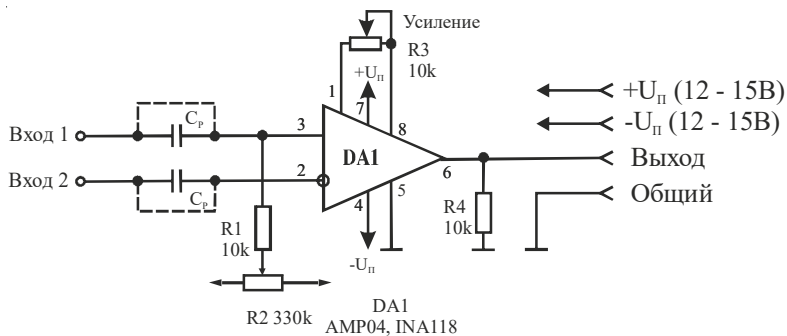 Усиление
R3
10k
+Uп
1
7
8
+Uп (12 - 15В)
-Uп (12 - 15В)
Cр
Вход 1
3
DA1
Выход
6
Вход 2
2
Cр
4
5
Общий
R1
10k
R4
10k
-Uп
R2 330k
DA1
AMP04, INA118